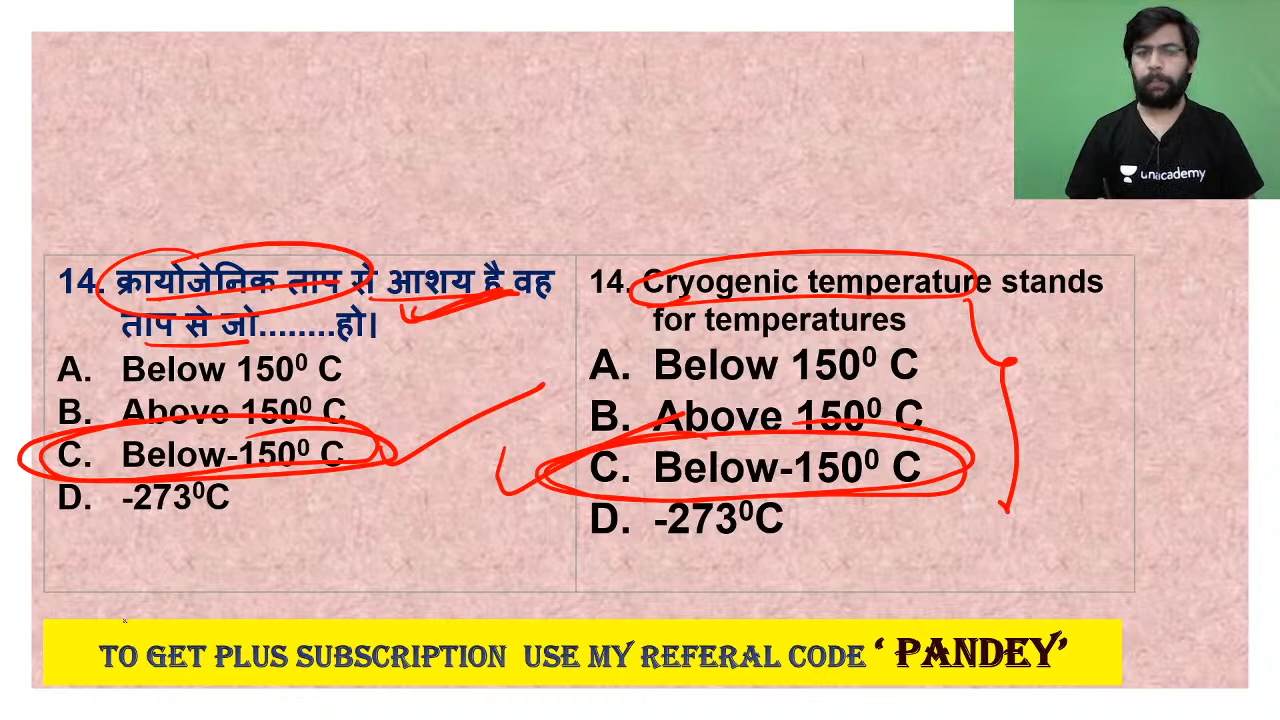 unacademy
14. क्रायोजेनिक ताप से आशय है वह
ताप से जो........हो।
A. Below 150⁰ C
B. Above 150⁰ C
C. Below-150⁰ C
D. -273⁰C
14. Cryogenic temperature stands
for temperatures
A. Below 150⁰ C
B. Above 150⁰ C
C. Below-150⁰ C
D. -273⁰C
TO GET PLUS SUBSCRIPTION USE MY REFERAL CODE ‘ PANDEY’